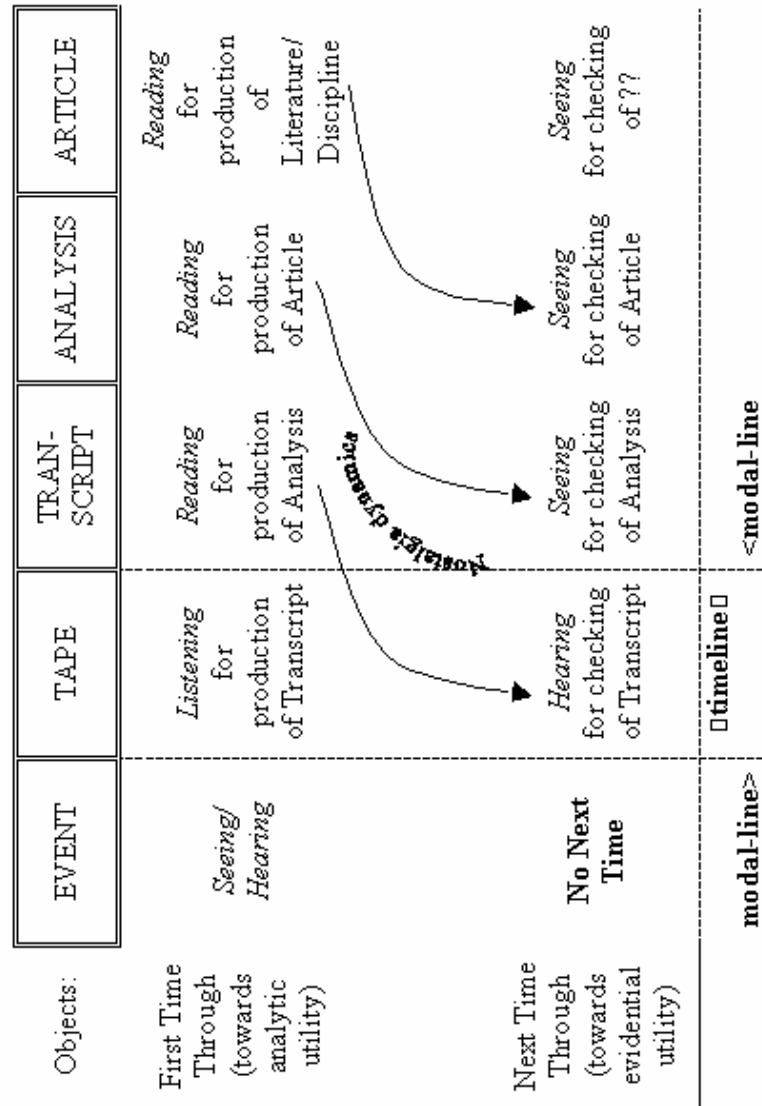 Objects:
EVENT
TAPE
TRAN-
SCRIPT
ANALYSIS
ARTICLE
First Time
Through
(towards
analytic
utility)
Seeing/
Hearing
Listening
for
production
of Transcript
Reading
for
production
of Analysis
Reading
for
production
of Article
Reading
for
production
of
Literature/
Discipline
Nostalgia dynamics
Next Time
Through
(towards
evidential
utility)
No Next
Time
Hearing
for checking
of Transcript
Seeing
for checking
of Analysis
Seeing
for checking
of Article
Seeing
for checking
of ??
modal-line>
▯timeline▯
<modal-line